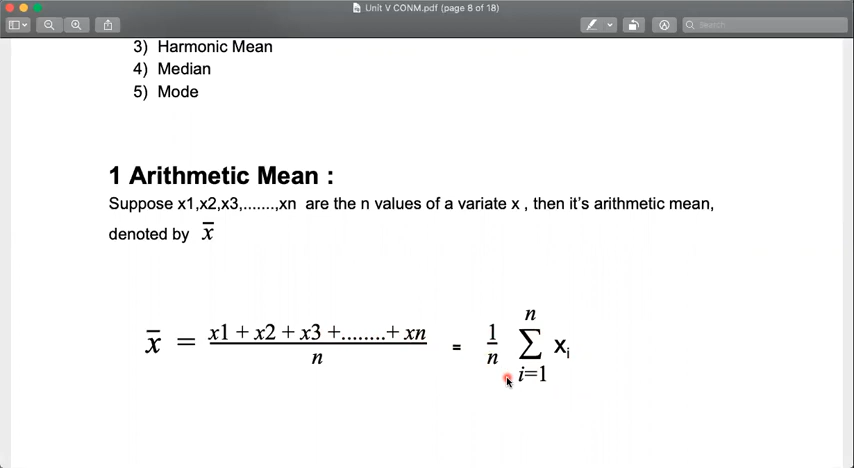 Unit V CONM.pdf (page 8 of 18)
Search
3) Harmonic Mean
4) Median
5) Mode
1 Arithmetic Mean :
Suppose x1,x2,x3,.......,xn are the n values of a variate x , then it's arithmetic mean,
denoted by x̅
x̅ = x1 + x2 + x3 +........+ xn / n = 1/n ∑ i=1 n xᵢ